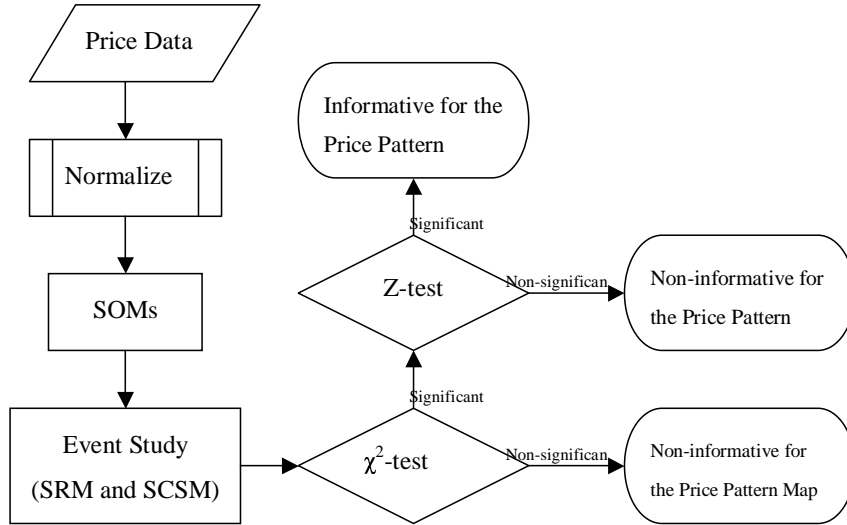 Price Data
Normalize
SOMs
Event Study
(SRM and SCSM)
Informative for the
Price Pattern
Significant
Z-test
Non-significan
Non-informative for
the Price Pattern
Significant
χ²-test
Non-significan
Non-informative for
the Price Pattern Map